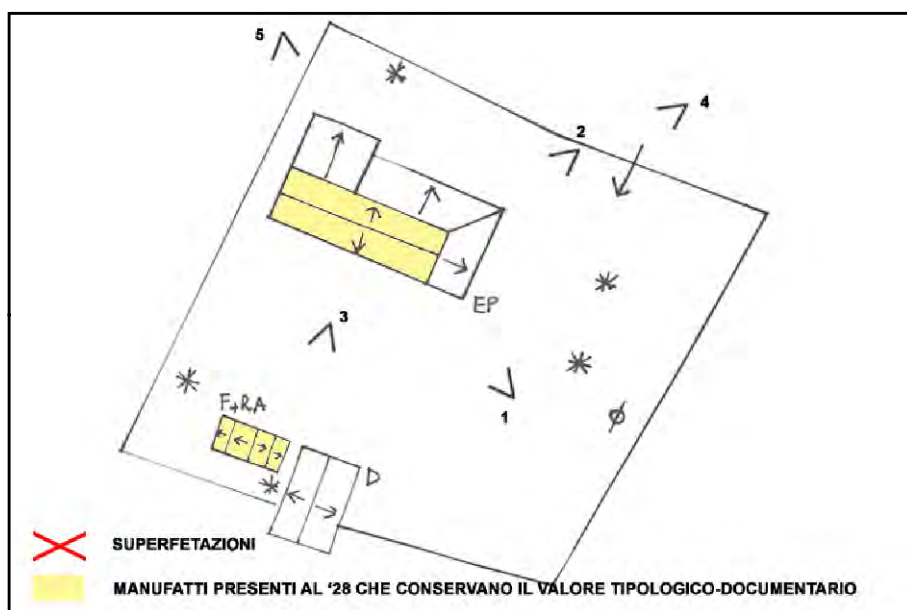 5
4
2
EP
3
1
F+RA
D
SUPERFETAZIONI
MANUFATTI PRESENTI AL '28 CHE CONSERVANO IL VALORE TIPOLOGICO-DOCUMENTARIO